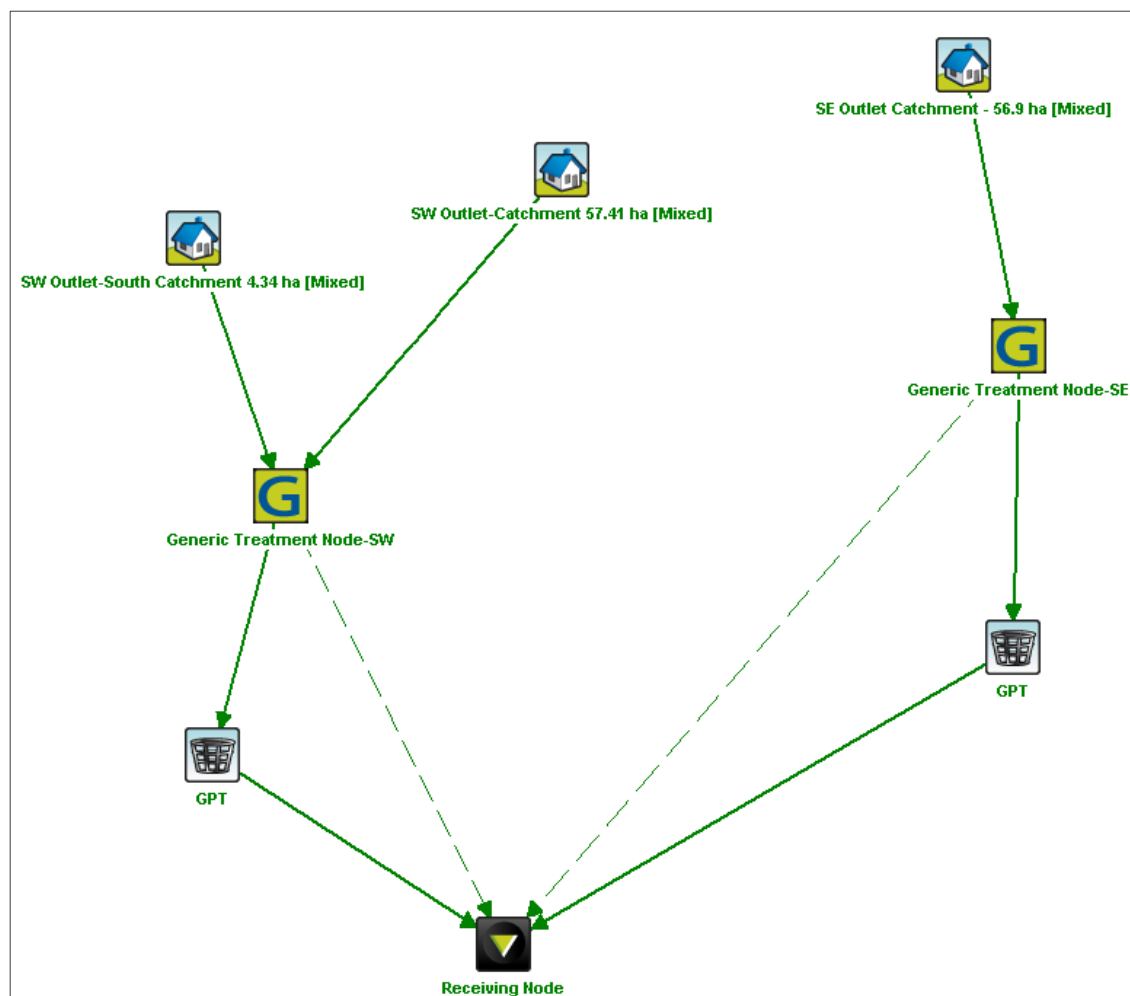 SE Outlet Catchment - 56.9 ha [Mixed]
SW Outlet-Catchment 57.41 ha [Mixed]
SW Outlet-South Catchment 4.34 ha [Mixed]
G
Generic Treatment Node-SE
G
Generic Treatment Node-SW
GPT
GPT
Receiving Node